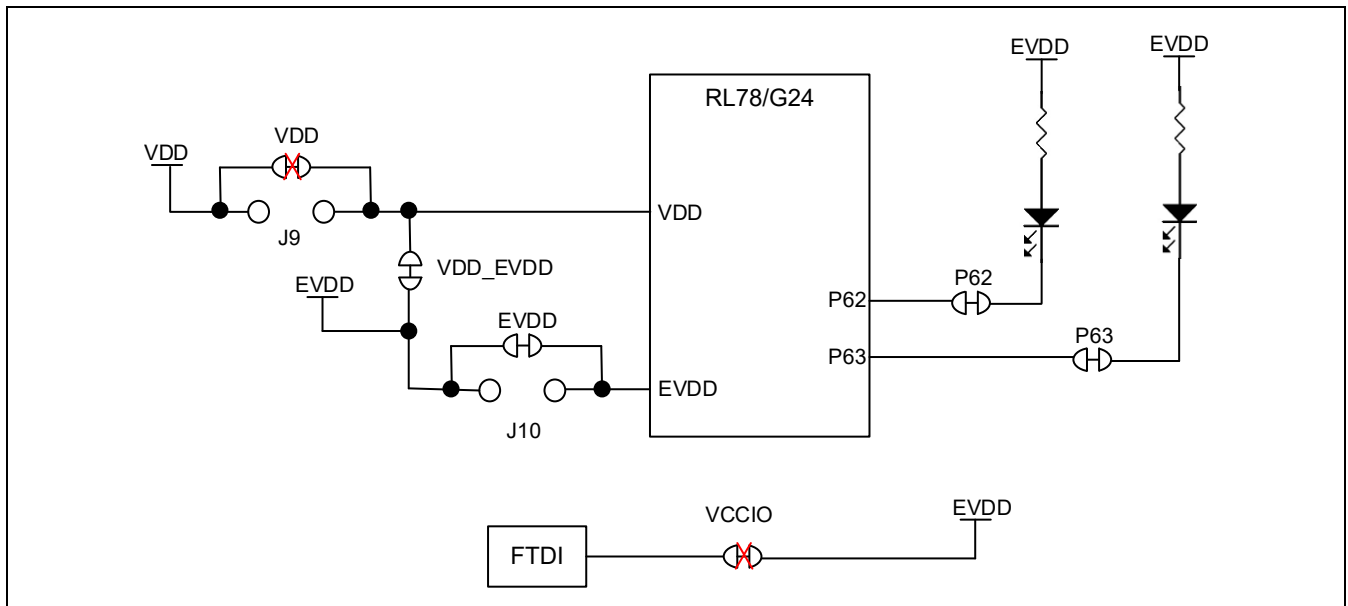 EVDD
EVDD
RL78/G24
VDD
VDD
VDD
J9
VDD_EVDD
EVDD
P62
P62
EVDD
P63
P63
EVDD
J10
VCCIO
EVDD
FTDI